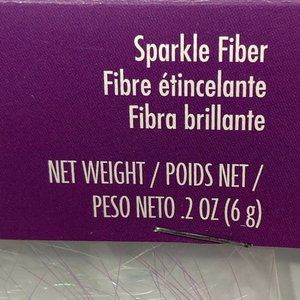 Sparkle Fiber
Fibre étincelante
Fibra brillante
NET WEIGHT / POIDS NET /
PESO NETO .2 OZ (6 g)